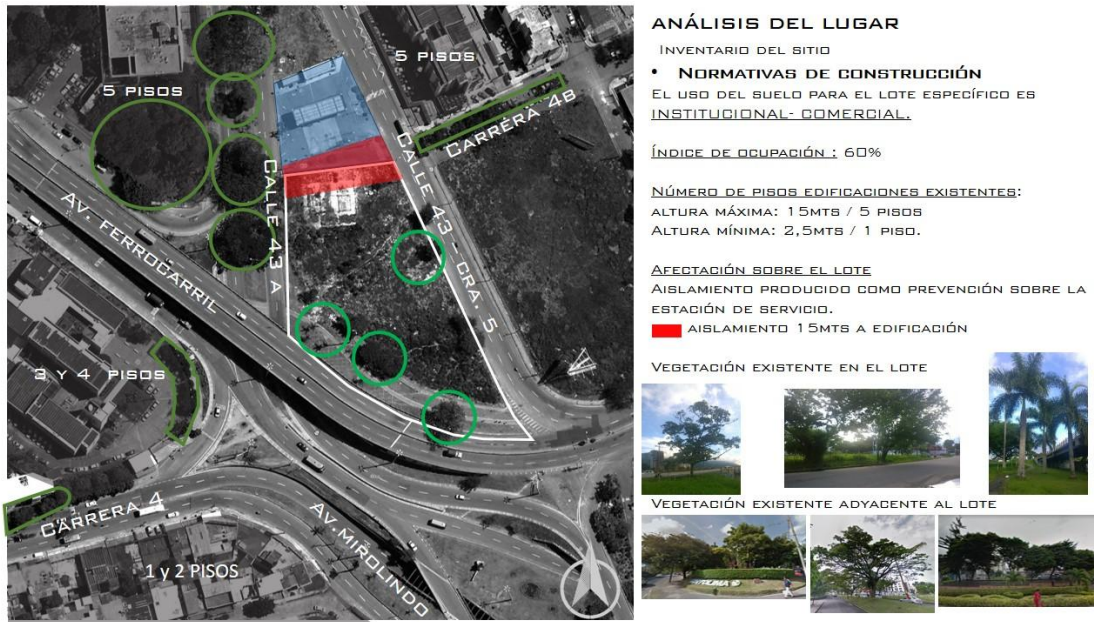 ANÁLISIS DEL LUGAR
INVENTARIO DEL SITIO
• NORMATIVAS DE CONSTRUCCIÓN
EL USO DEL SUELO PARA EL LOTE ESPECÍFICO ES
INSTITUCIONAL- COMERCIAL.
ÍNDICE DE OCUPACIÓN : 60%
NÚMERO DE PISOS EDIFICACIONES EXISTENTES:
ALTURA MÁXIMA: 15MTS / 5 PISOS
ALTURA MÍNIMA: 2,5MTS / 1 PISO.
AFECTACIÓN SOBRE EL LOTE
AISLAMIENTO PRODUCIDO COMO PREVENCIÓN SOBRE LA
ESTACIÓN DE SERVICIO.
AISLAMIENTO 15MTS A EDIFICACIÓN
VEGETACIÓN EXISTENTE EN EL LOTE
VEGETACIÓN EXISTENTE ADYACENTE AL LOTE
5 PISOS
5 PISOS
CARRERA 4B
CALLE 43 A
CALLE 43 - CRA. 5
AV. FERROCARRIL
3 Y 4 PISOS
CARRERA 4
AV.MIROLINDO
1 y 2 PISOS